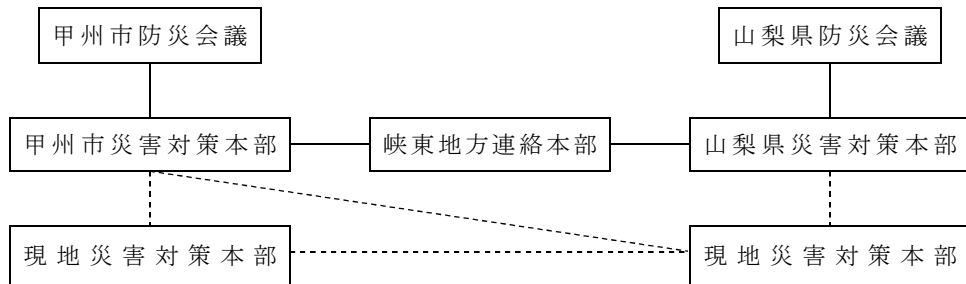 甲州市防災会議
山梨県防災会議
甲州市災害対策本部
峡東地方連絡本部
山梨県災害対策本部
現地災害対策本部
現地災害対策本部